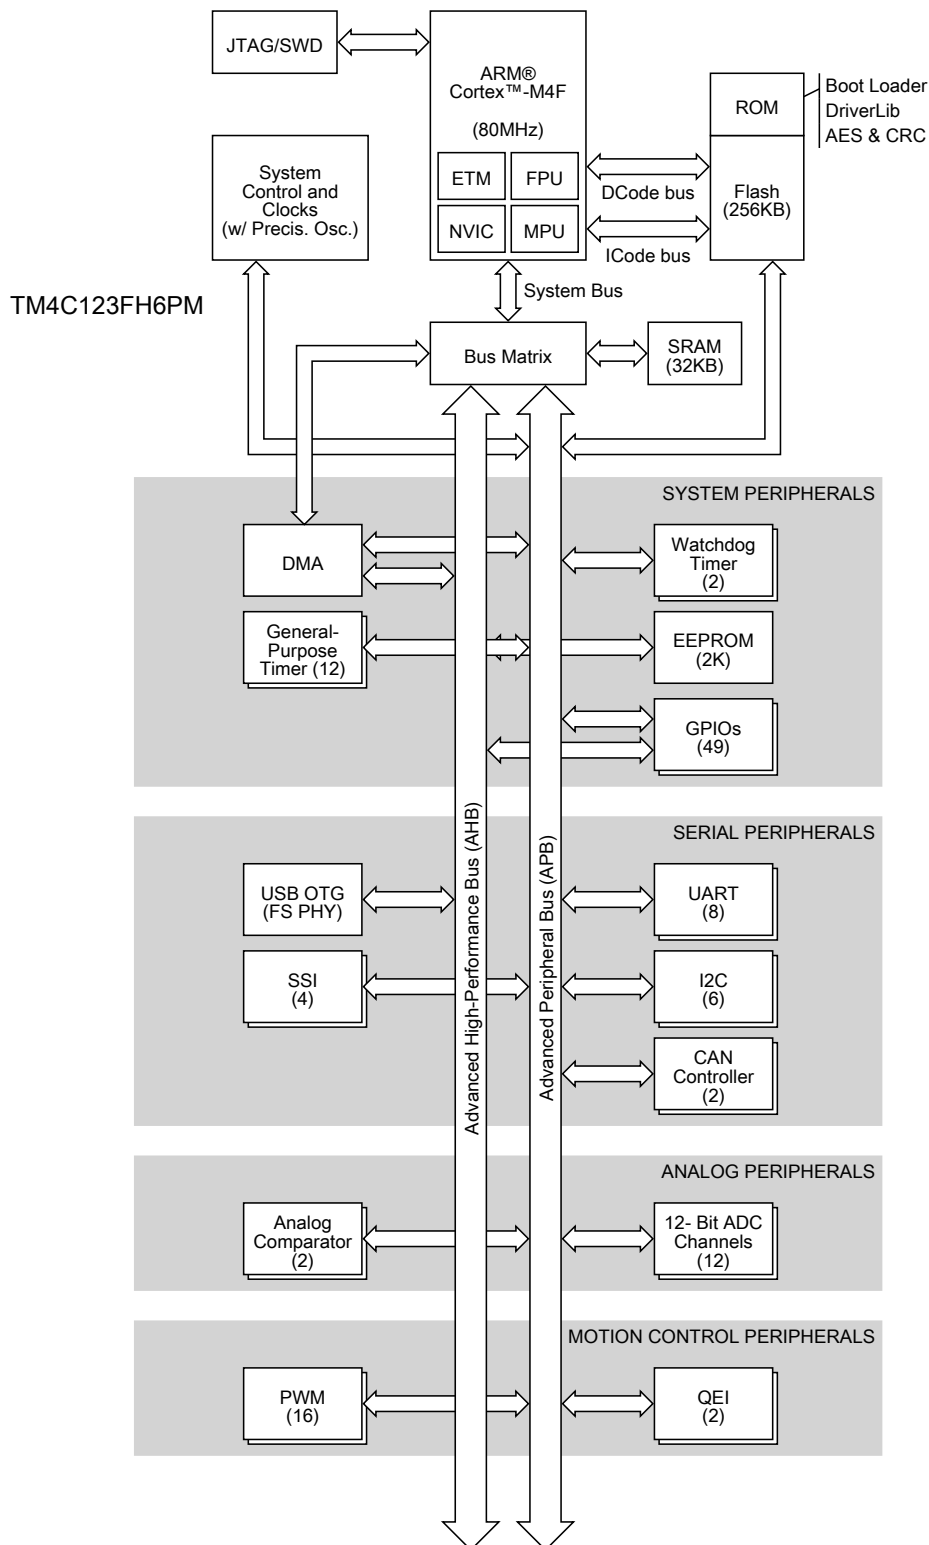 JTAG/SWD
ARM®
Cortex™-M4F
(80MHz)
ETM
FPU
NVIC
MPU
ROM
Boot Loader
DriverLib
AES & CRC
System
Control and
Clocks
(w/ Precis. Osc.)
DCode bus
Flash
(256KB)
ICode bus
System Bus
TM4C123FH6PM
Bus Matrix
SRAM
(32KB)
SYSTEM PERIPHERALS
DMA
Watchdog
Timer
(2)
General-
Purpose
Timer (12)
EEPROM
(2K)
GPIOs
(49)
Advanced High-Performance Bus (AHB)
Advanced Peripheral Bus (APB)
SERIAL PERIPHERALS
USB OTG
(FS PHY)
UART
(8)
SSI
(4)
I2C
(6)
CAN
Controller
(2)
ANALOG PERIPHERALS
Analog
Comparator
(2)
12- Bit ADC
Channels
(12)
MOTION CONTROL PERIPHERALS
PWM
(16)
QEI
(2)